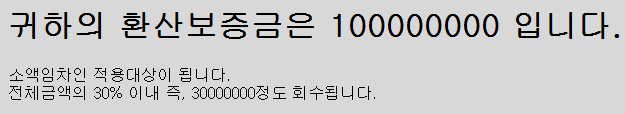 귀하의 환산보증금은 100000000 입니다.
소액임차인 적용대상이 됩니다.
전체금액의 30% 이내 즉, 30000000정도 회수됩니다.